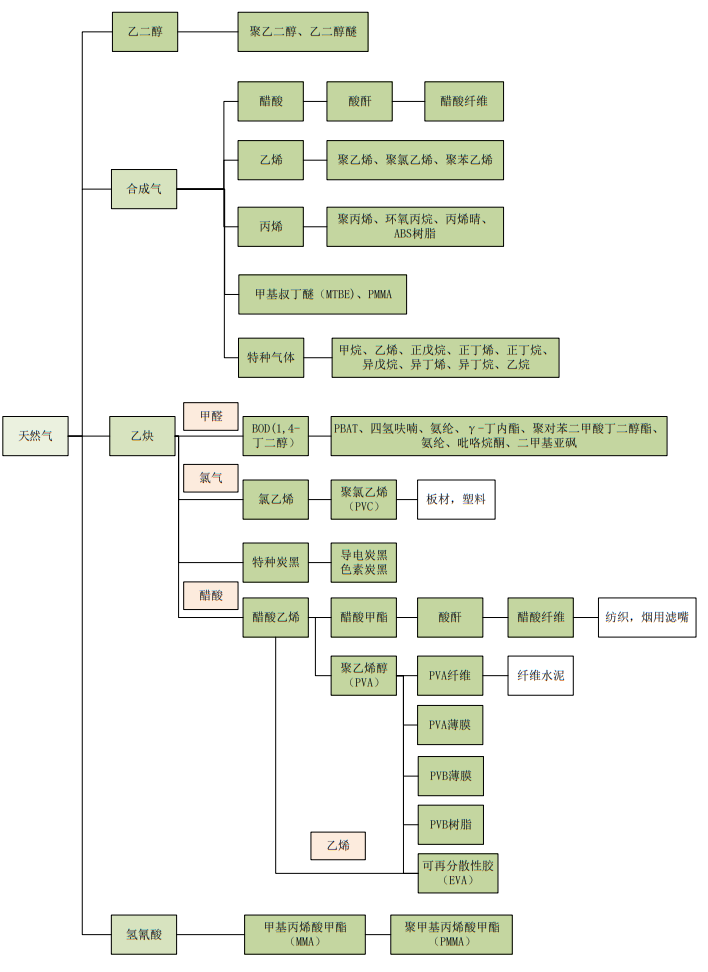 乙二醇
聚乙二醇、乙二醇醚
醋酸
酸酐
醋酸纤维
乙烯
聚乙烯、聚氯乙烯、聚苯乙烯
合成气
丙烯
聚丙烯、环氧丙烷、丙烯晴、
ABS树脂
甲基叔丁醚（MTBE)、PMMA
特种气体
甲烷、乙烯、正戊烷、正丁烯、正丁烷、
异戊烷、异丁烯、异丁烷、乙烷
天然气
乙炔
甲醛
BOD(1,4-
丁二醇）
PBAT、四氢呋喃、氨纶、γ-丁内酯、聚对苯二甲酸丁二醇酯、
氨纶、吡咯烷酮、二甲基亚砜
氯气
氯乙烯
聚氯乙烯
（PVC）
板材，塑料
特种炭黑
导电炭黑
色素炭黑
醋酸
醋酸乙烯
醋酸甲酯
酸酐
醋酸纤维
纺织，烟用滤嘴
聚乙烯醇
（PVA）
PVA纤维
纤维水泥
PVA薄膜
PVB薄膜
PVB树脂
乙烯
可再分散性胶
（EVA）
氢氰酸
甲基丙烯酸甲酯
（MMA）
聚甲基丙烯酸甲酯
（PMMA）